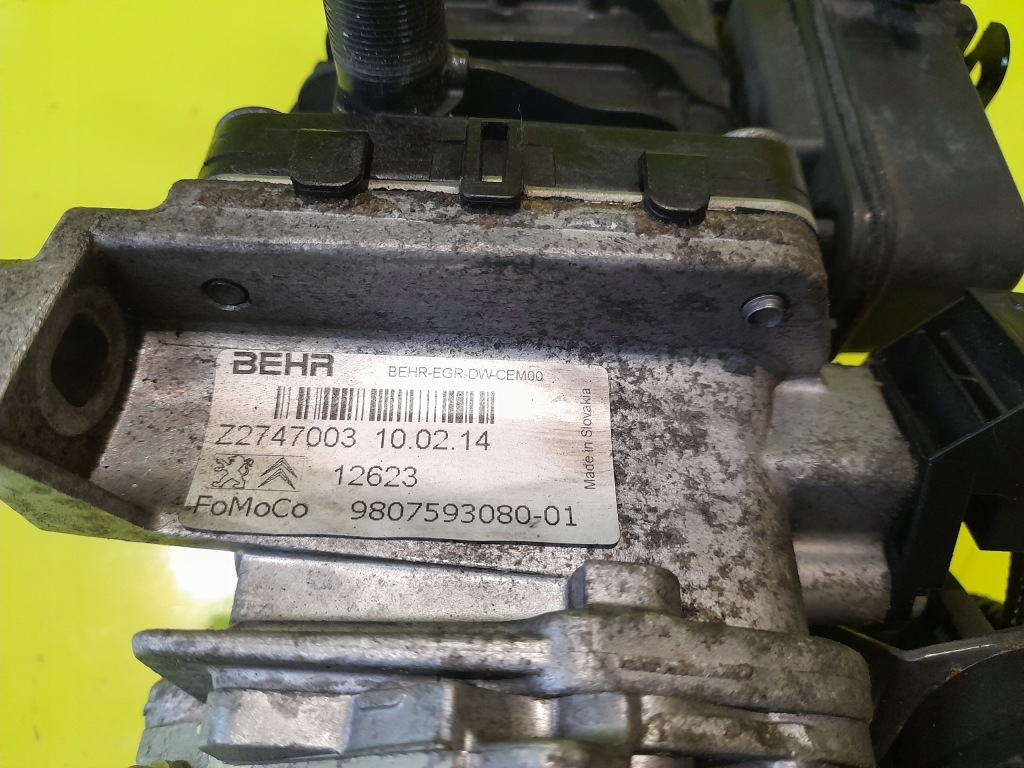 BEHR BEHR-EGR-DW-CEM00
Z2747003 10.02.14
12623
FoMoCo 9807593080-01
Made in Slovakia